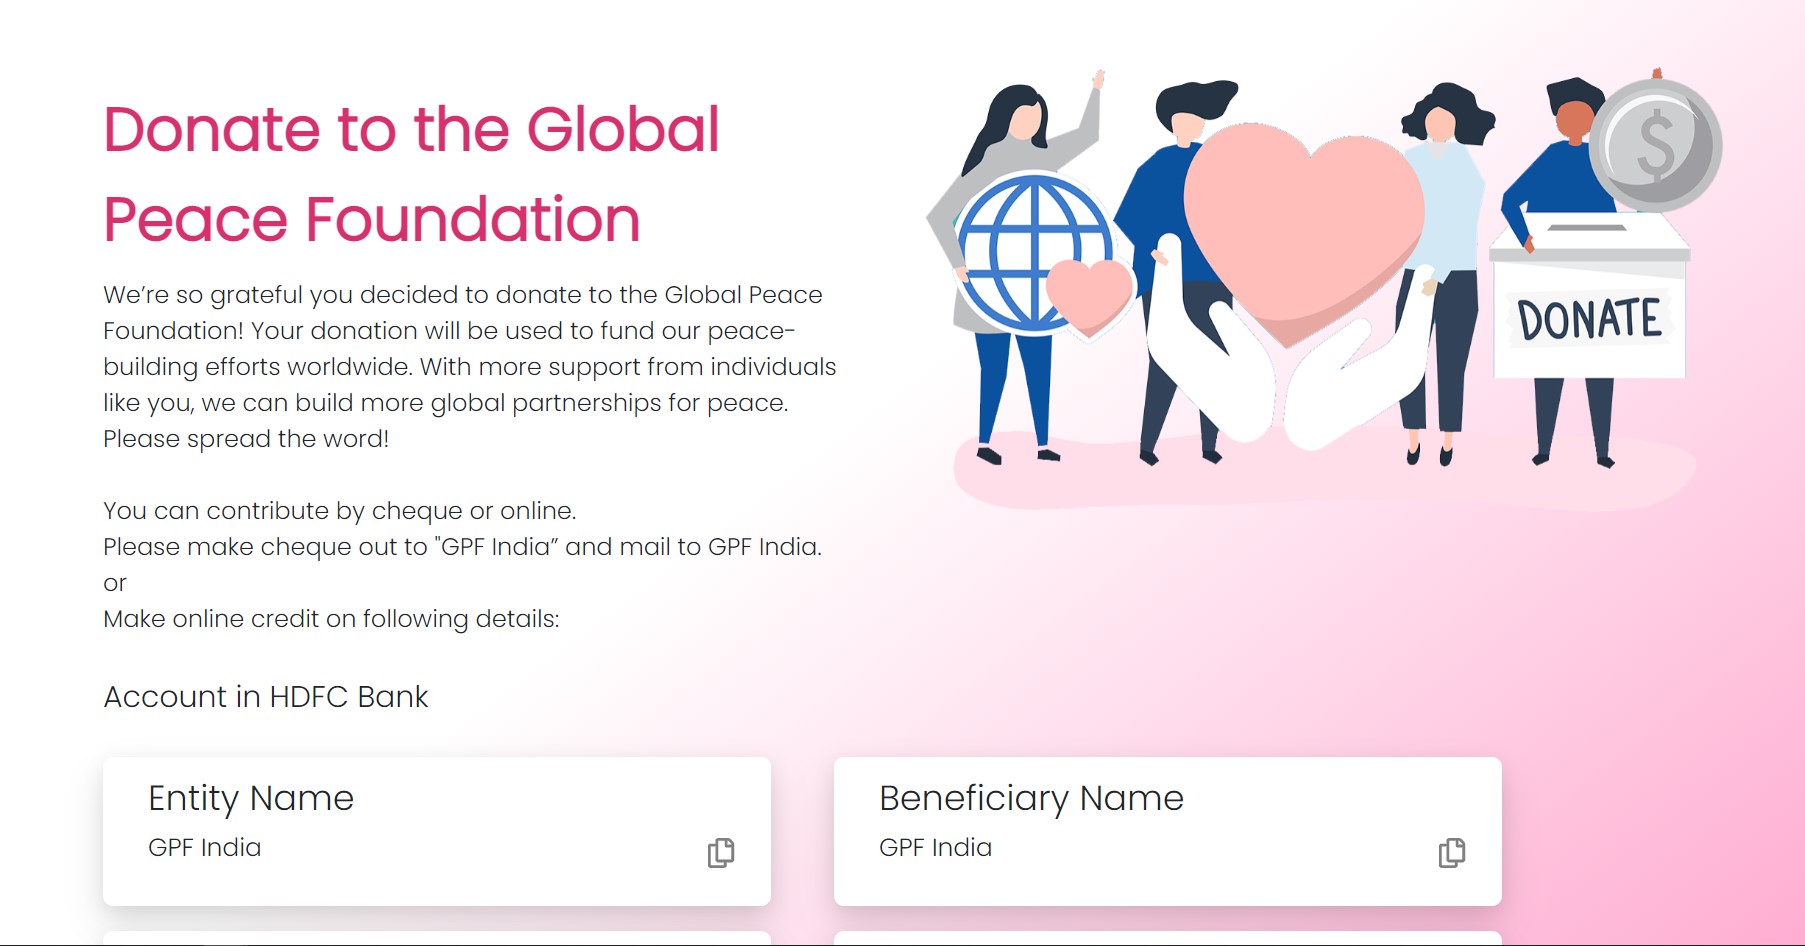 Donate to the Global
Peace Foundation
We’re so grateful you decided to donate to the Global Peace
Foundation! Your donation will be used to fund our peace-
building efforts worldwide. With more support from individuals
like you, we can build more global partnerships for peace.
Please spread the word!
You can contribute by cheque or online.
Please make cheque out to "GPF India” and mail to GPF India.
or
Make online credit on following details:
Account in HDFC Bank
Entity Name
GPF India
Beneficiary Name
GPF India
$
DONATE